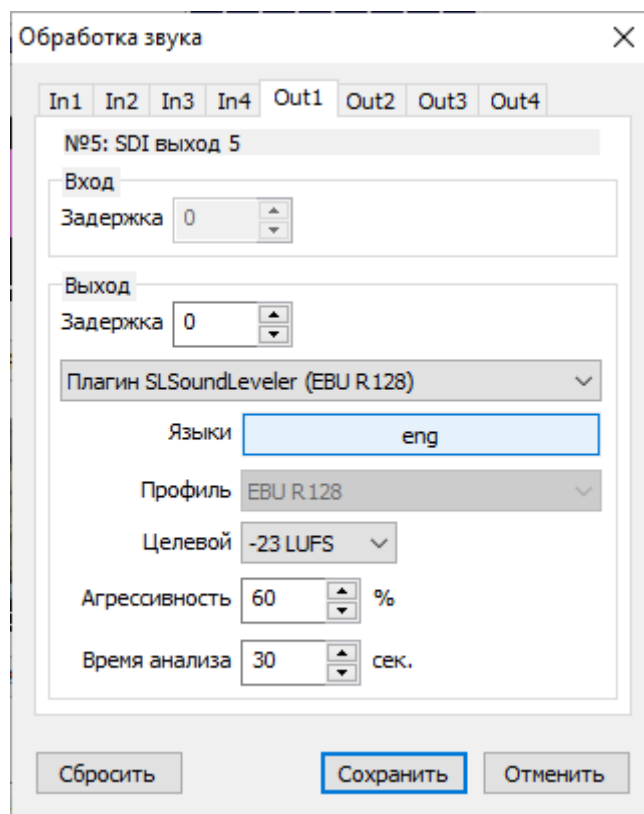 Обработка звука
In1 In2 In3 In4 Out1 Out2 Out3 Out4
№5: SDI выход 5
Вход
Задержка 0
Выход
Задержка 0
Плагин SLSoundLeveler (EBU R128)
Языки eng
Профиль EBU R128
Целевой -23 LUFS
Агрессивность 60 %
Время анализа 30 сек.
Сбросить Сохранить Отменить